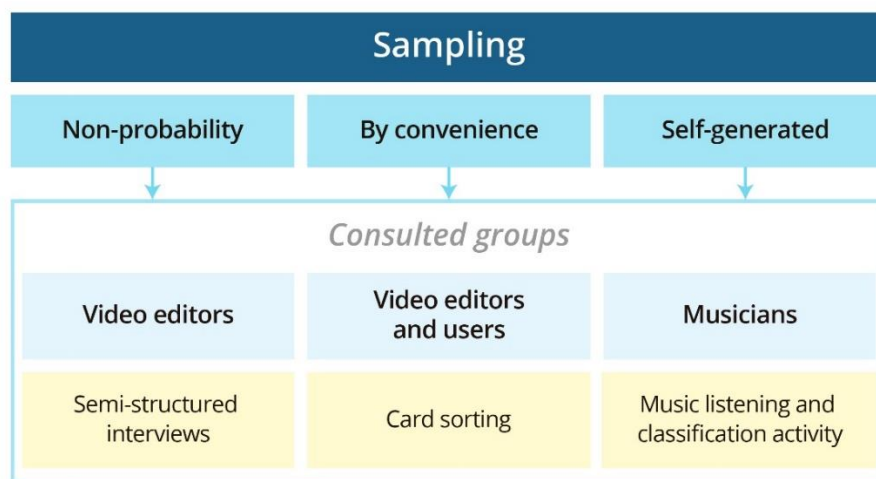 Sampling
Non-probability
By convenience
Self-generated
Consulted groups
Video editors
Video editors
and users
Musicians
Semi-structured
interviews
Card sorting
Music listening and
classification activity